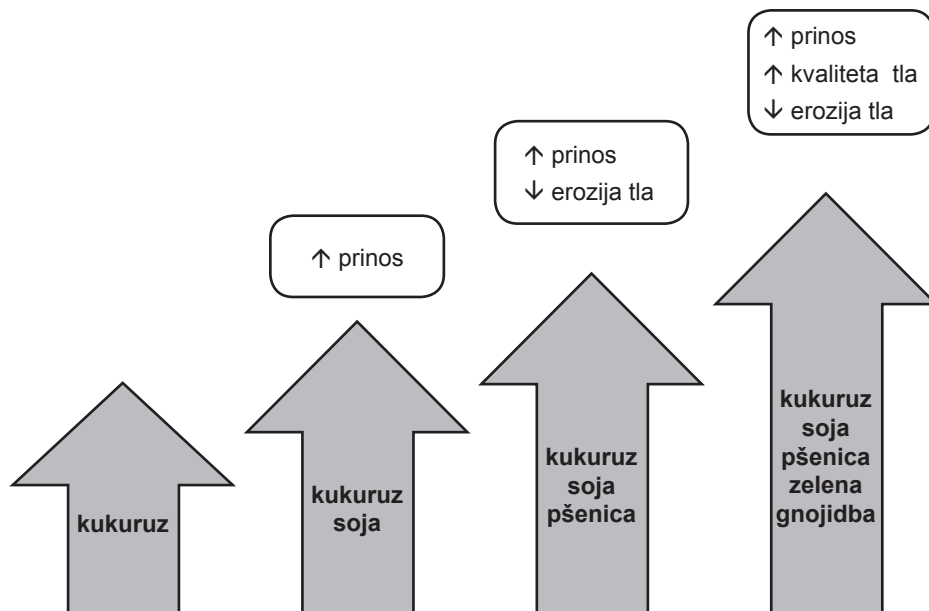 ↑ prinos
↑ kvaliteta tla
↓ erozija tla
↑ prinos
↓ erozija tla
↑ prinos
kukuruz
kukuruz
soja
kukuruz
soja
pšenica
kukuruz
soja
pšenica
zelena
gnojidba